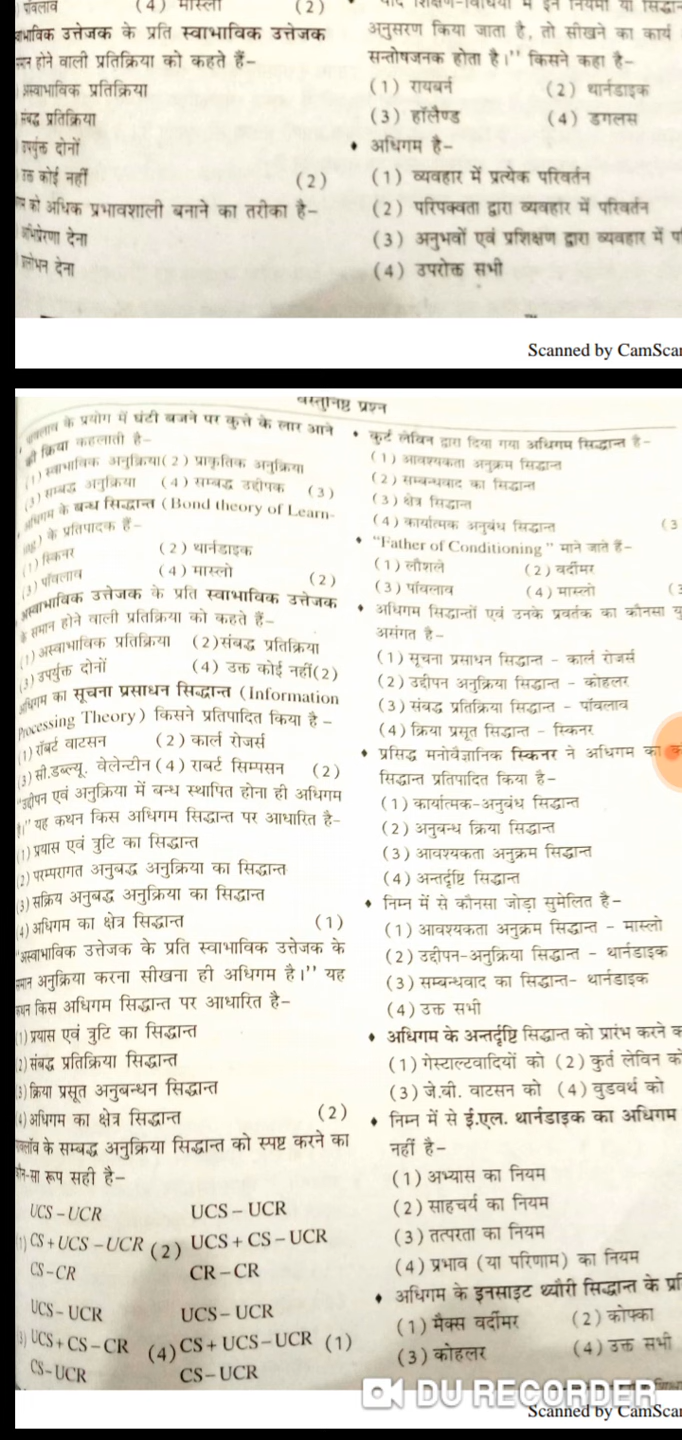 पॉवलाव (4) मास्लो (2)
स्वाभाविक उत्तेजक के प्रति स्वाभाविक उत्तेजक
समान होने वाली प्रतिक्रिया को कहते हैं-
अस्वाभाविक प्रतिक्रिया
संबद्ध प्रतिक्रिया
उपर्युक्त दोनों
उक्त कोई नहीं (2)
को अधिक प्रभावशाली बनाने का तरीका है-
अभिप्रेरणा देना
प्रलोभन देना
यदि शिक्षण-विधियों में इन नियमों या
अनुसरण किया जाता है, तो सीखने का कार्य
सन्तोषजनक होता है।'' किसने कहा है-
(1) रायबर्न (2) थार्नडाइक
(3) हॉलैण्ड (4) डगलस
• अधिगम है-
(1) व्यवहार में प्रत्येक परिवर्तन
(2) परिपक्वता द्वारा व्यवहार में परिवर्तन
(3) अनुभवों एवं प्रशिक्षण द्वारा व्यवहार में
(4) उपरोक्त सभी
Scanned by CamScan
वस्तुनिष्ठ प्रश्न
के प्रयोग में घंटी बजने पर कुत्ते के लार आने
की क्रिया कहलाती है-
(1) स्वाभाविक अनुक्रिया (2) प्राकृतिक अनुक्रिया
(3) सम्बद्ध अनुक्रिया (4) सम्बद्ध उद्दीपक (3)
अधिगम के बन्ध सिद्धान्त (Bond theory of Learn-
ing) के प्रतिपादक हैं-
(1) स्किनर (2) थार्नडाइक
(3) पॉवलाव (4) मास्लो (2)
अस्वाभाविक उत्तेजक के प्रति स्वाभाविक उत्तेजक
के समान होने वाली प्रतिक्रिया को कहते हैं-
(1) अस्वाभाविक प्रतिक्रिया (2)संबद्ध प्रतिक्रिया
(3) उपर्युक्त दोनों (4) उक्त कोई नहीं(2)
अधिगम का सूचना प्रसाधन सिद्धान्त (Information
Processing Theory) किसने प्रतिपादित किया है -
(1) रॉबर्ट वाटसन (2) कार्ल रोजर्स
(3) सी.डब्ल्यू. वेलेन्टीन (4) राबर्ट सिम्पसन (2)
''उद्दीपन एवं अनुक्रिया में बन्ध स्थापित होना ही अधिगम
है।'' यह कथन किस अधिगम सिद्धान्त पर आधारित है-
(1) प्रयास एवं त्रुटि का सिद्धान्त
(2) परम्परागत अनुबद्ध अनुक्रिया का सिद्धान्त
(3) सक्रिय अनुबद्ध अनुक्रिया का सिद्धान्त
(4) अधिगम का क्षेत्र सिद्धान्त (1)
''अस्वाभाविक उत्तेजक के प्रति स्वाभाविक उत्तेजक के
समान अनुक्रिया करना सीखना ही अधिगम है।'' यह
कथन किस अधिगम सिद्धान्त पर आधारित है-
(1) प्रयास एवं त्रुटि का सिद्धान्त
(2) संबद्ध प्रतिक्रिया सिद्धान्त
(3) क्रिया प्रसूत अनुबन्धन सिद्धान्त
(4) अधिगम का क्षेत्र सिद्धान्त (2)
के सम्बद्ध अनुक्रिया सिद्धान्त को स्पष्ट करने का
कौन-सा रूप सही है-
UCS – UCR UCS – UCR
(1) CS + UCS – UCR (2) UCS + CS – UCR
CS – CR CR – CR
UCS – UCR UCS – UCR
(3) UCS + CS – CR (4) CS + UCS – UCR (1)
CS – UCR CS – UCR
• कुर्ट लेविन द्वारा दिया गया अधिगम सिद्धान्त है-
(1) आवश्यकता अनुक्रम सिद्धान्त
(2) सम्बन्धवाद का सिद्धान्त
(3) क्षेत्र सिद्धान्त
(4) कार्यात्मक अनुबंध सिद्धान्त (3
• ''Father of Conditioning'' माने जाते हैं-
(1) लौशले (2) वर्दीमर
(3) पॉवलाव (4) मास्लो (3
• अधिगम सिद्धान्तों एवं उनके प्रवर्तक का कौनसा यु
असंगत है-
(1) सूचना प्रसाधन सिद्धान्त - कार्ल रोजर्स
(2) उद्दीपन अनुक्रिया सिद्धान्त - कोहलर
(3) संबद्ध प्रतिक्रिया सिद्धान्त - पॉवलाव
(4) क्रिया प्रसूत सिद्धान्त - स्किनर
• प्रसिद्ध मनोवैज्ञानिक स्किनर ने अधिगम का
सिद्धान्त प्रतिपादित किया है-
(1) कार्यात्मक-अनुबंध सिद्धान्त
(2) अनुबन्ध क्रिया सिद्धान्त
(3) आवश्यकता अनुक्रम सिद्धान्त
(4) अन्तर्दृष्टि सिद्धान्त
• निम्न में से कौनसा जोड़ा सुमेलित है-
(1) आवश्यकता अनुक्रम सिद्धान्त - मास्लो
(2) उद्दीपन-अनुक्रिया सिद्धान्त - थार्नडाइक
(3) सम्बन्धवाद का सिद्धान्त- थार्नडाइक
(4) उक्त सभी
• अधिगम के अन्तर्दृष्टि सिद्धान्त को प्रारंभ करने क
(1) गेस्टाल्टवादियों को (2) कुर्त लेविन को
(3) जे.बी. वाटसन को (4) वुडवर्थ को
• निम्न में से ई.एल. थार्नडाइक का अधिगम
नहीं है-
(1) अभ्यास का नियम
(2) साहचर्य का नियम
(3) तत्परता का नियम
(4) प्रभाव (या परिणाम) का नियम
• अधिगम के इनसाइट थ्यौरी सिद्धान्त के
(1) मैक्स वर्दीमर (2) कोफ्का
(3) कोहलर (4) उक्त सभी
DU RECORDER
Scanned by CamScan